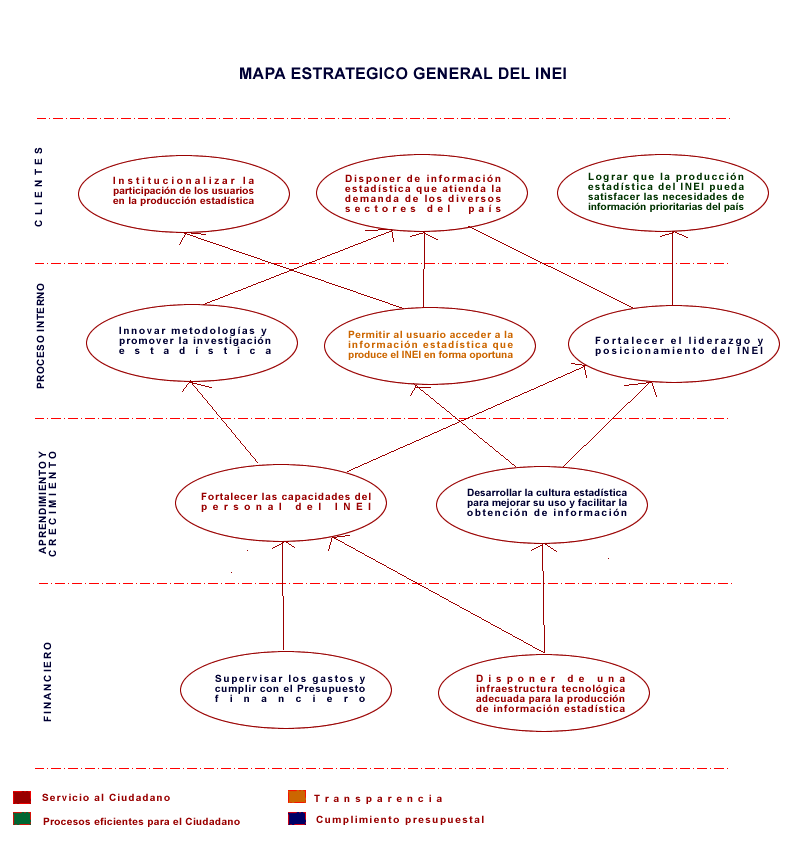 MAPA ESTRATEGICO GENERAL DEL INEI
CLIENTES
Institucionalizar la
participación de los usuarios
en la producción estadística
Disponer de información
estadística que atienda la
demanda de los diversos
sectores del país
Lograr que la producción
estadística del INEI pueda
satisfacer las necesidades de
información prioritarias del país
PROCESO INTERNO
Innovar metodologías y
promover la investigación
estadística
Permitir al usuario acceder a la
información estadística que
produce el INEI en forma oportuna
Fortalecer el liderazgo y
posicionamiento del INEI
APRENDIMIENTO Y
CRECIMIENTO
Fortalecer las capacidades del
personal del INEI
Desarrollar la cultura estadística
para mejorar su uso y facilitar la
obtención de información
FINANCIERO
Supervisar los gastos y
cumplir con el Presupuesto
financiero
Disponer de una
infraestructura tecnológica
adecuada para la producción
de información estadística
Servicio al Ciudadano
Transparencia
Procesos eficientes para el Ciudadano
Cumplimiento presupuestal